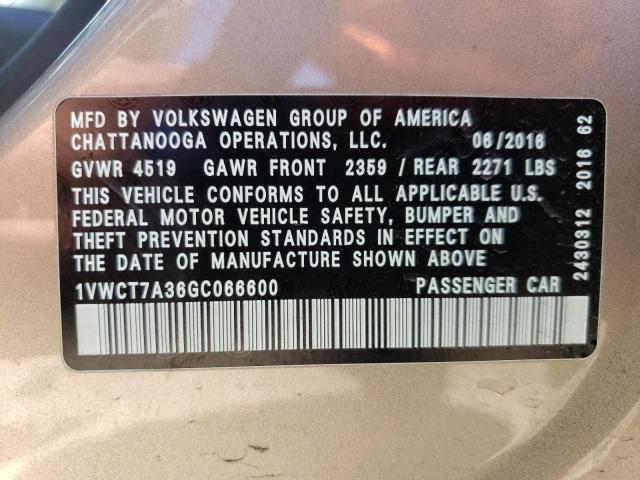 MFD BY VOLKSWAGEN GROUP OF AMERICA
CHATTANOOGA OPERATIONS, LLC. 06/2016
GVWR 4519 GAWR FRONT 2359 / REAR 2271 LBS
THIS VEHICLE CONFORMS TO ALL APPLICABLE U.S.
FEDERAL MOTOR VEHICLE SAFETY, BUMPER AND
THEFT PREVENTION STANDARDS IN EFFECT ON
THE DATE OF MANUFACTURE SHOWN ABOVE
1VWCT7A36GC066600 PASSENGER CAR
2430312 2016 62